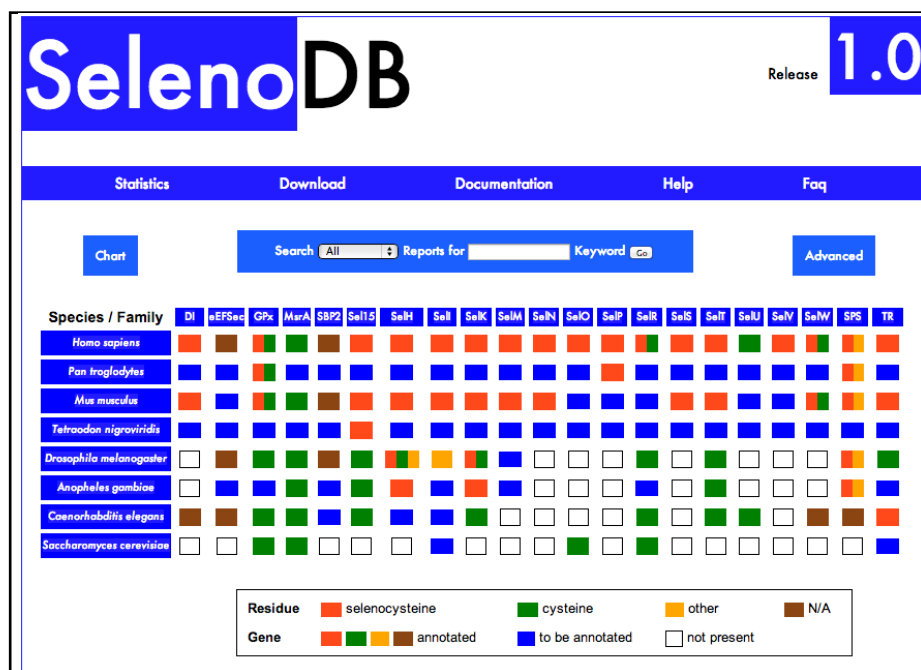 SelenoDB
Release 1.0
Statistics Download Documentation Help Faq
Chart
Search All Reports for Keyword Go
Advanced
Species / Family DI eEFSec GPx MsrA SBP2 Sel15 SelH SelI SelK SelM SelN SelO SelP SelR SelS SelT SelU SelV SelW SPS TR
Homo sapiens
Pan troglodytes
Mus musculus
Tetraodon nigroviridis
Drosophila melanogaster
Anopheles gambiae
Caenorhabditis elegans
Saccharomyces cerevisiae
Residue selenocysteine cysteine other N/A
Gene annotated to be annotated not present